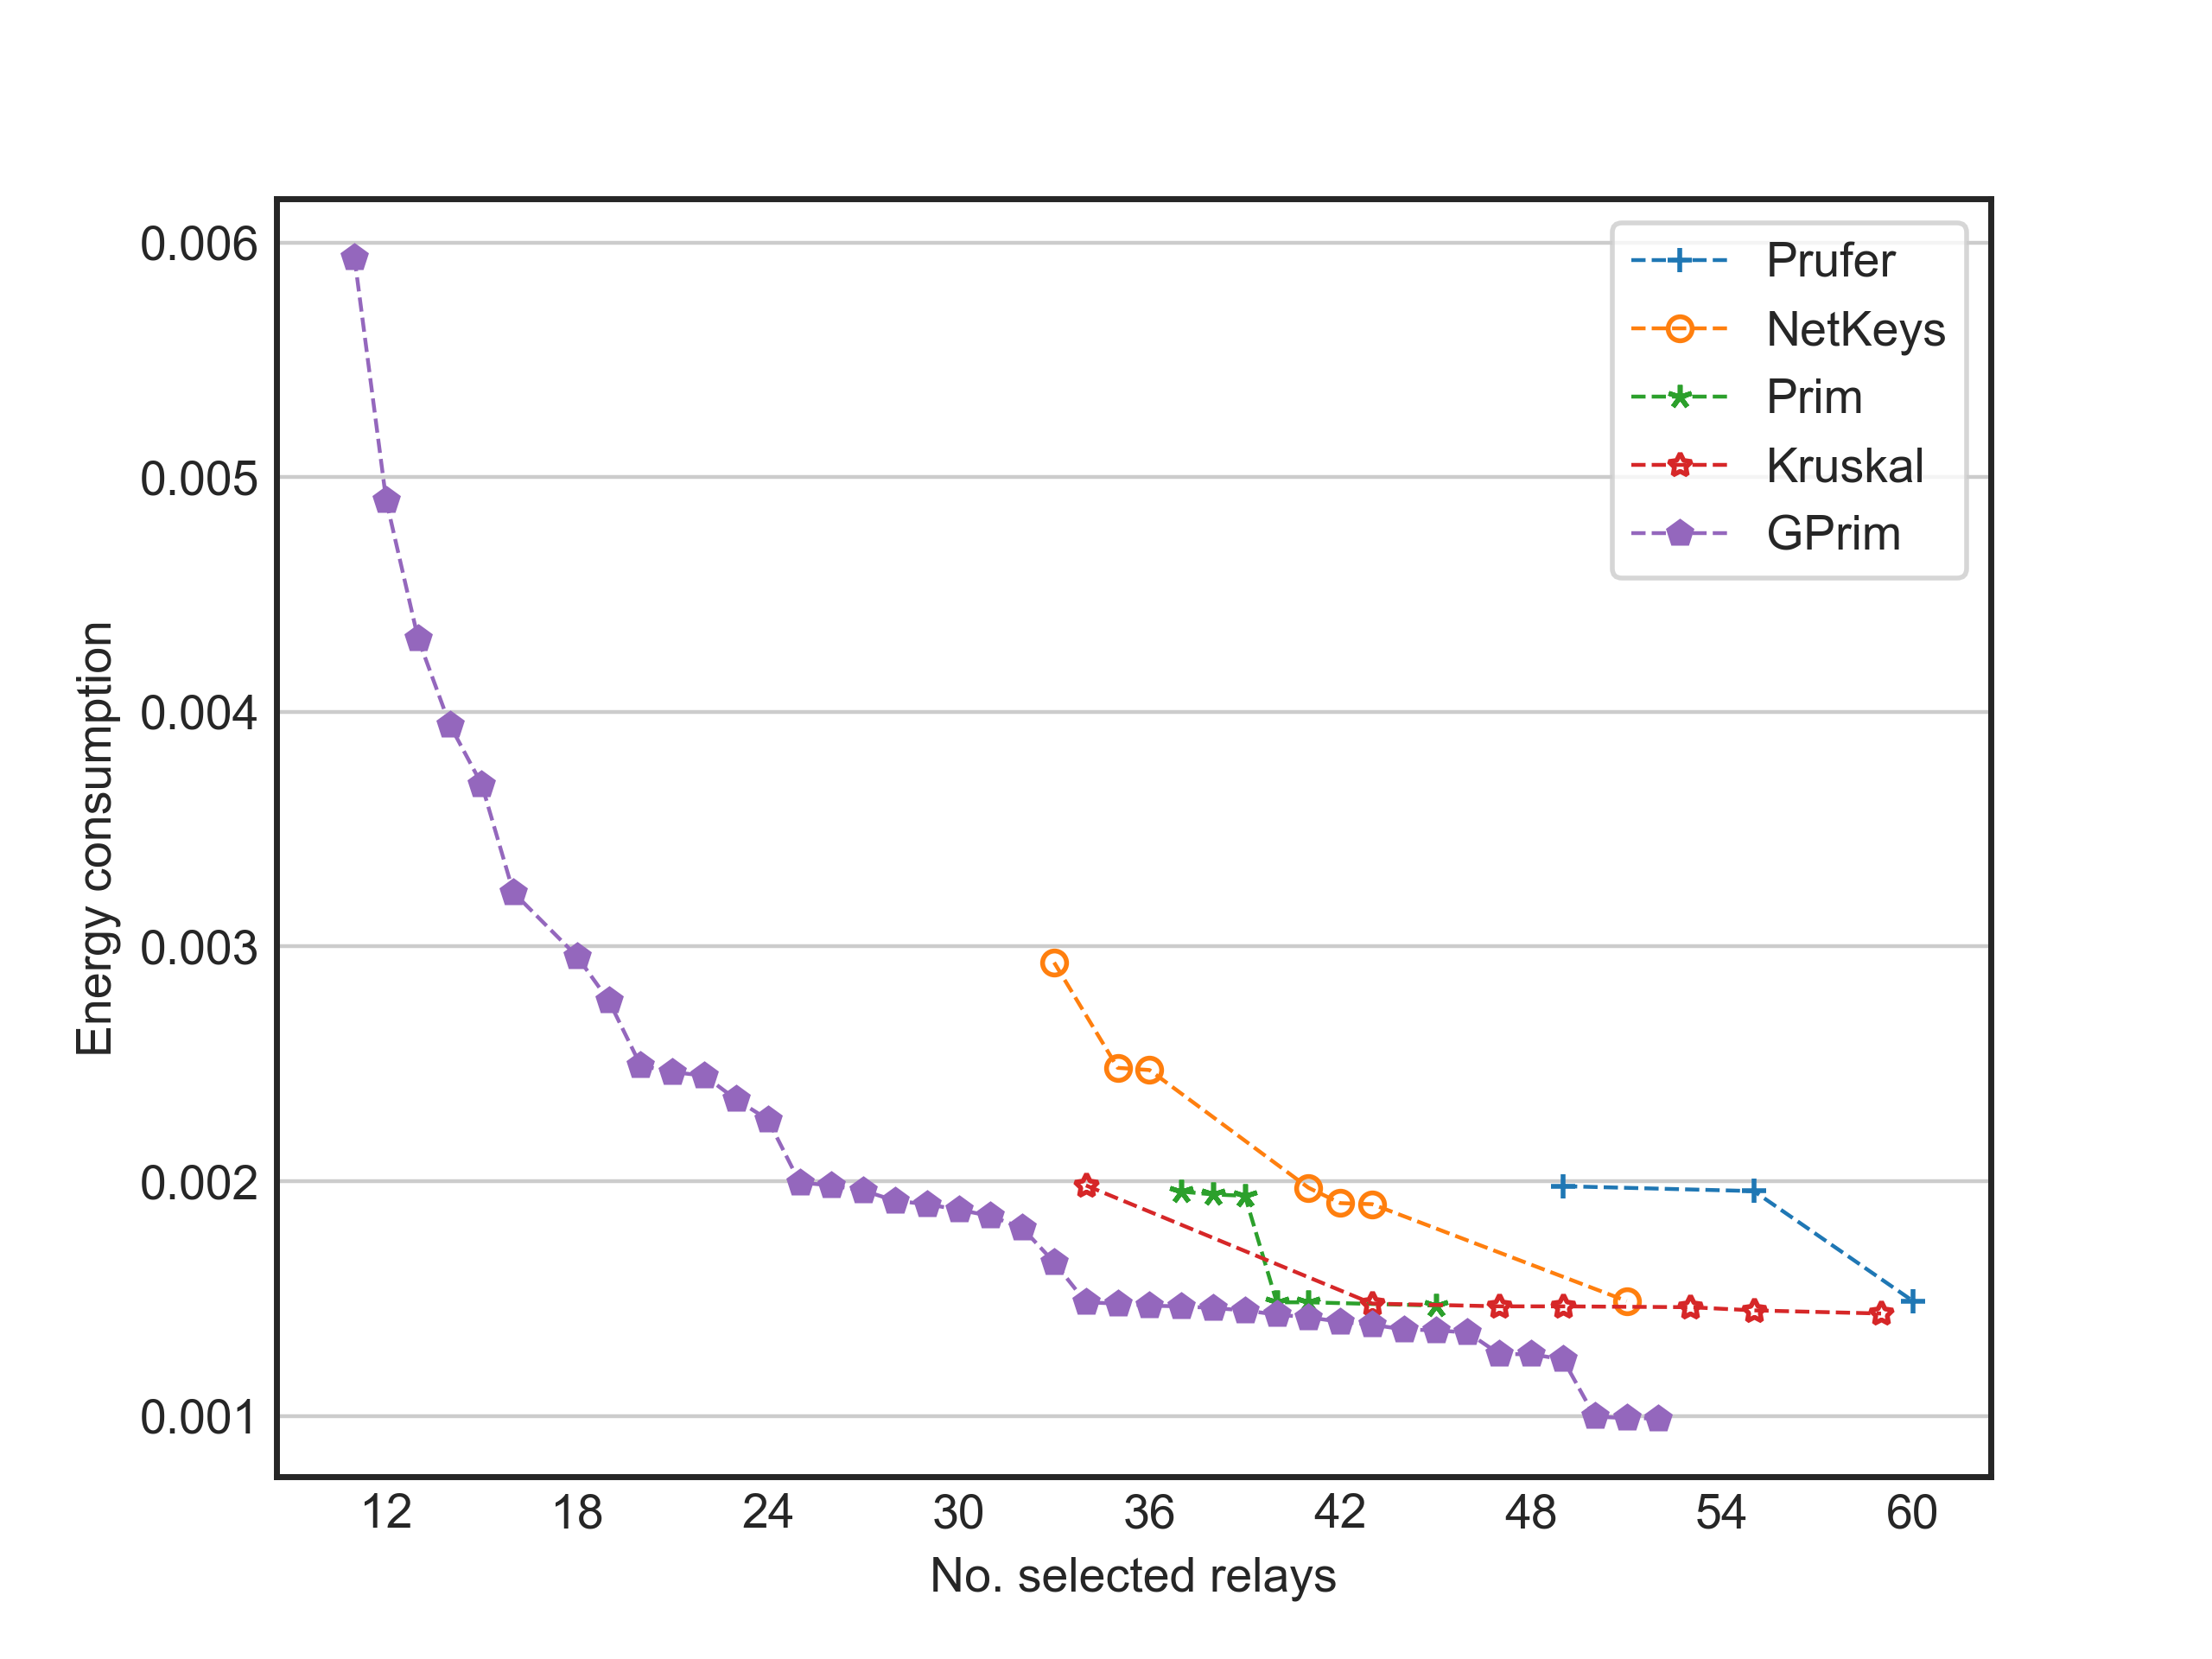 0.006
0.005
0.004
0.003
0.002
0.001
Energy consumption
12 18 24 30 36 42 48 54 60
No. selected relays
Prufer
NetKeys
Prim
Kruskal
GPrim